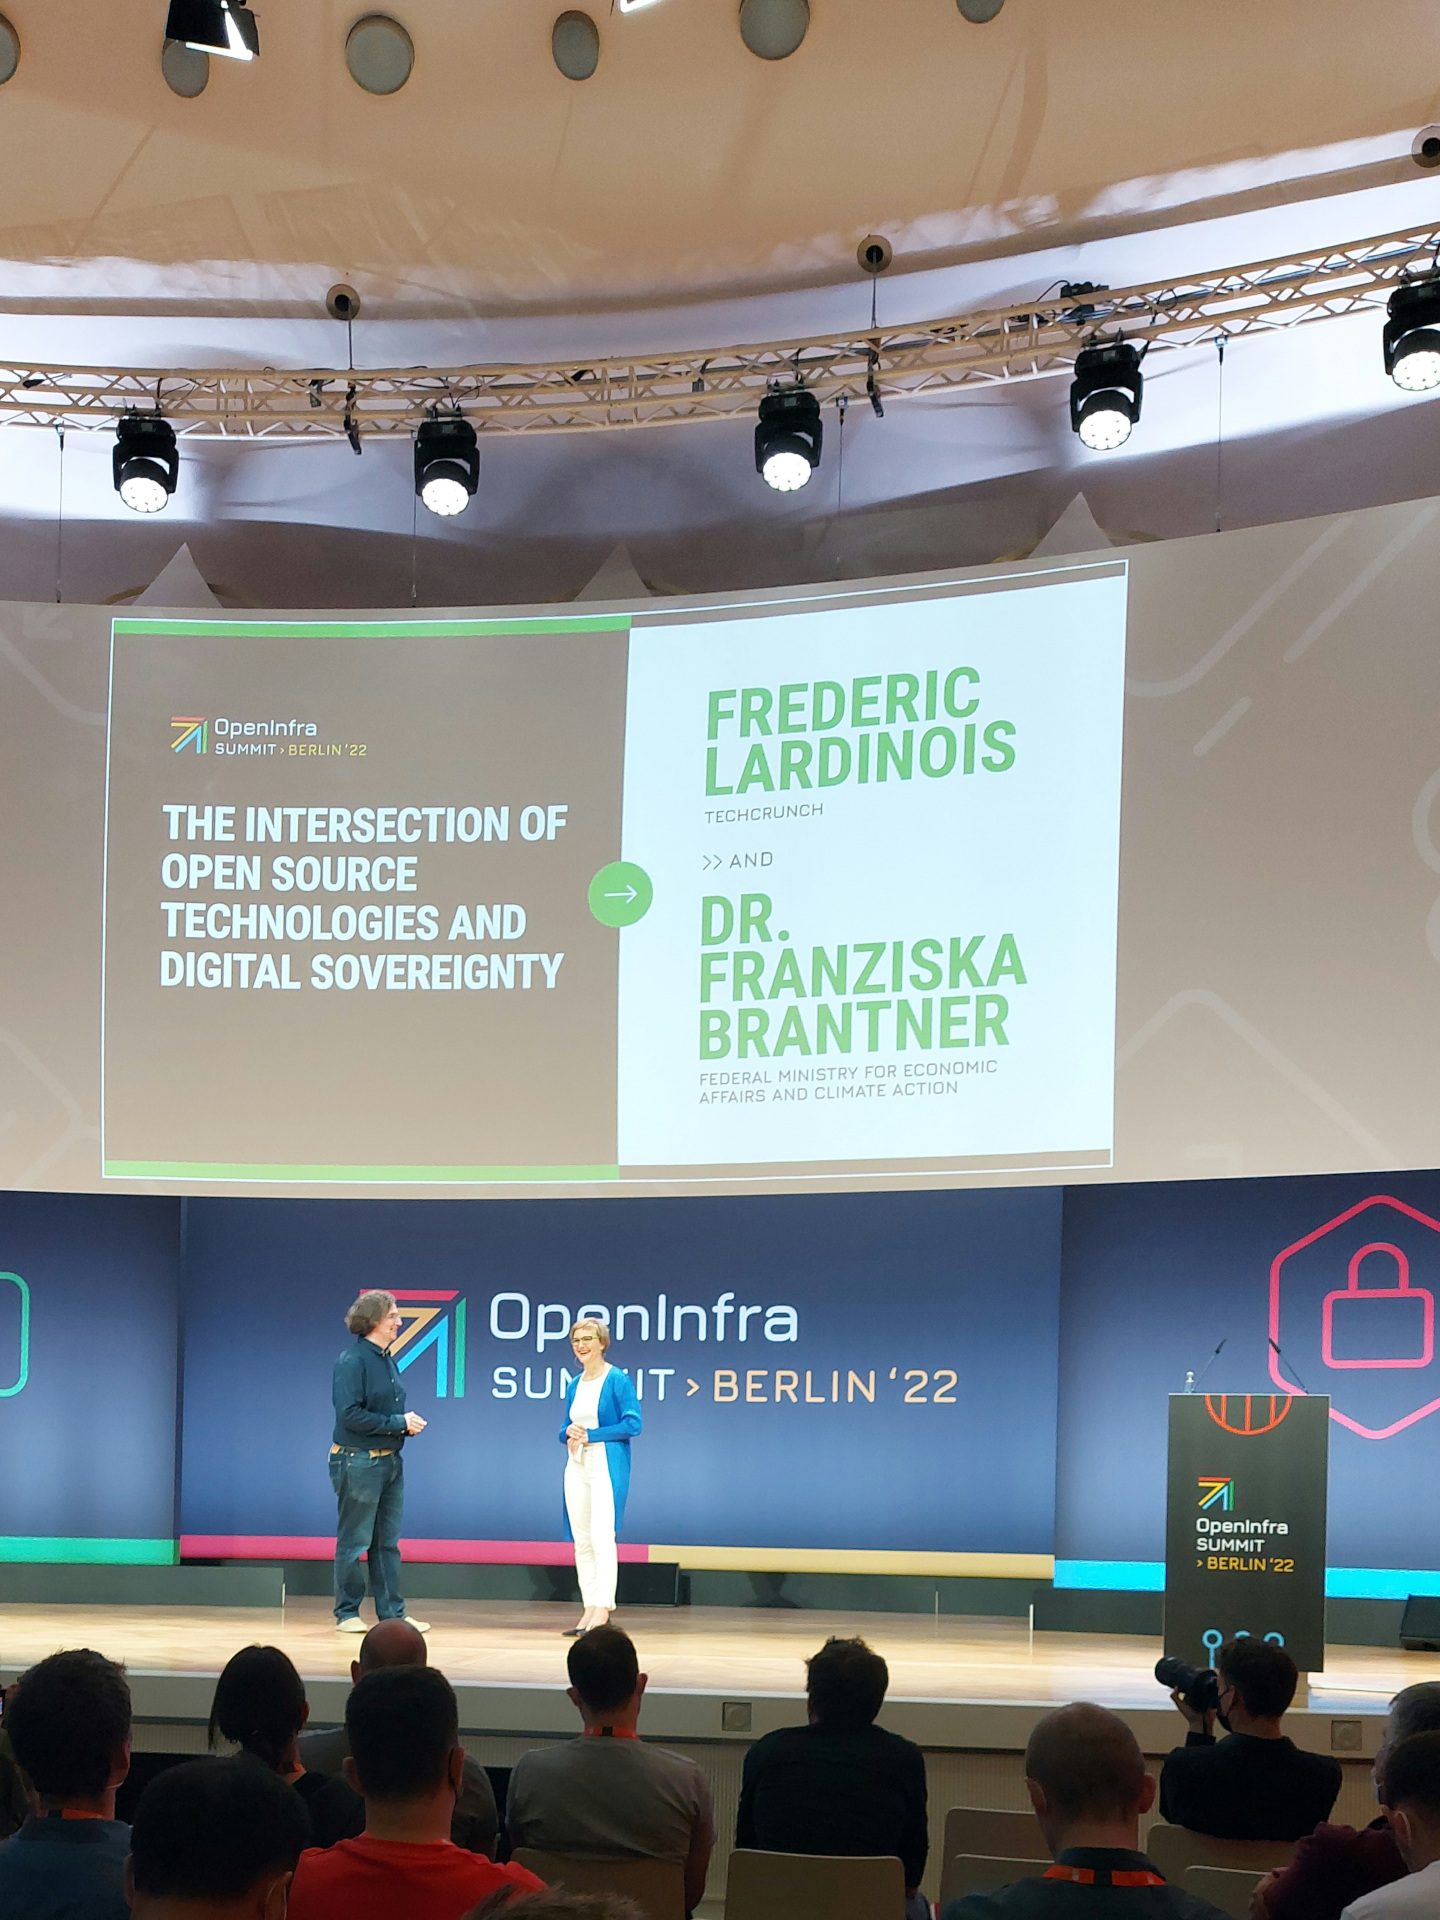 OpenInfra
SUMMIT > BERLIN '22
THE INTERSECTION OF
OPEN SOURCE
TECHNOLOGIES AND
DIGITAL SOVEREIGNTY
FREDERIC
LARDINOIS
TECHCRUNCH
>> AND
DR.
FRANZISKA
BRANTNER
FEDERAL MINISTRY FOR ECONOMIC
AFFAIRS AND CLIMATE ACTION
OpenInfra
SUMMIT > BERLIN '22
OpenInfra
SUMMIT
> BERLIN '22